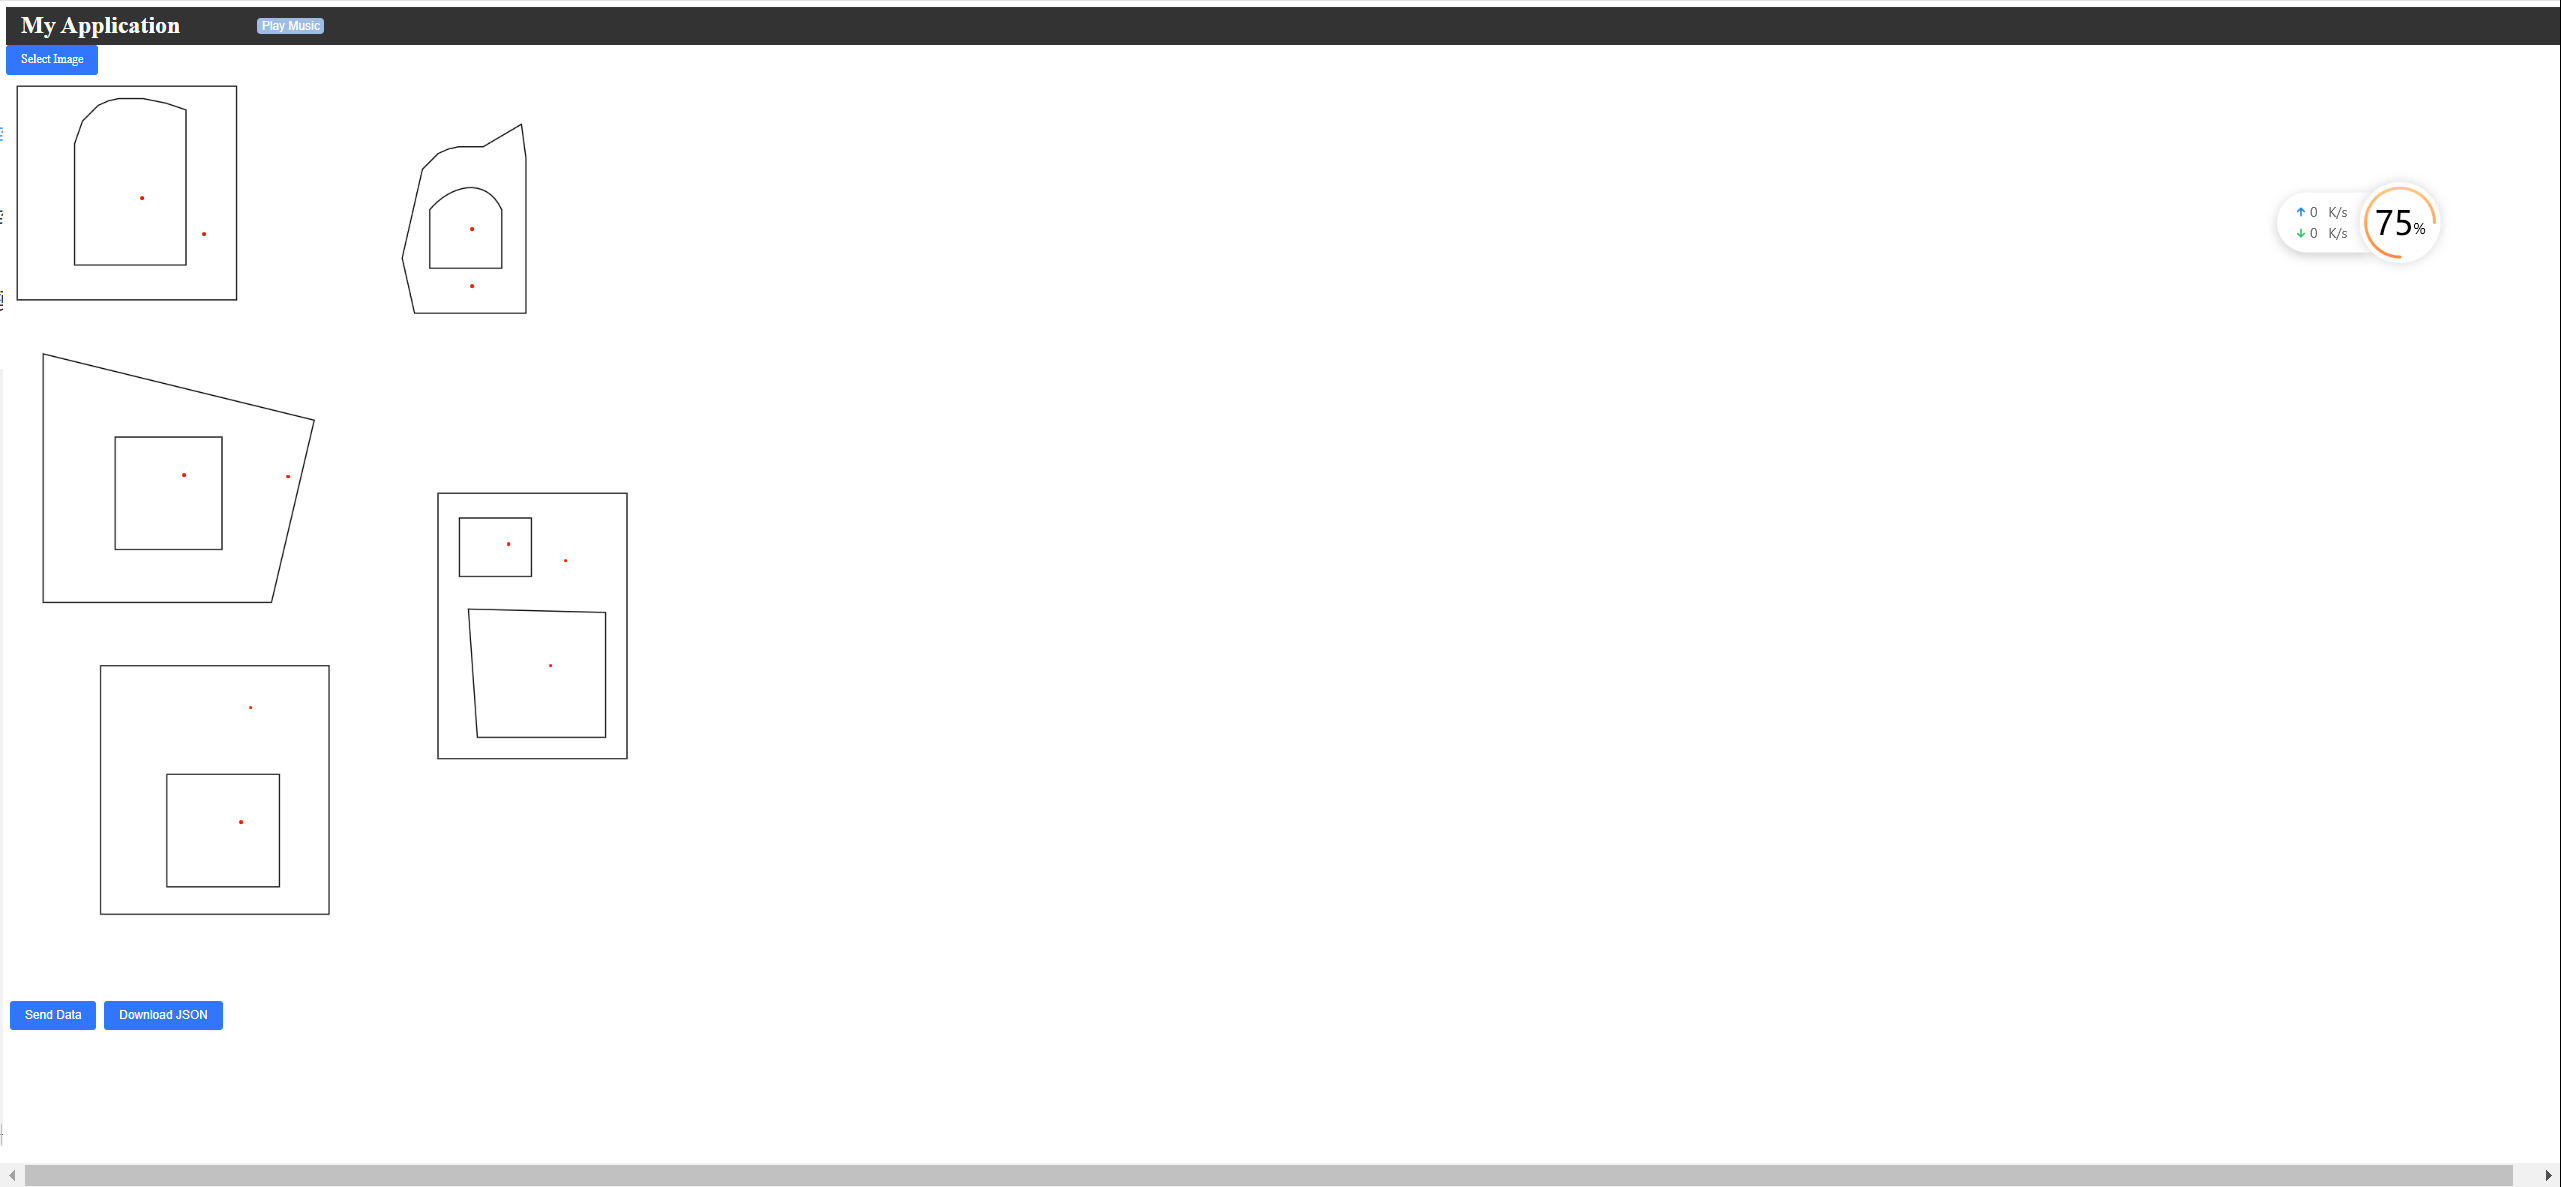 My Application
Play Music
Select Image
↑ 0 K/s
↓ 0 K/s
75%
Send Data
Download JSON